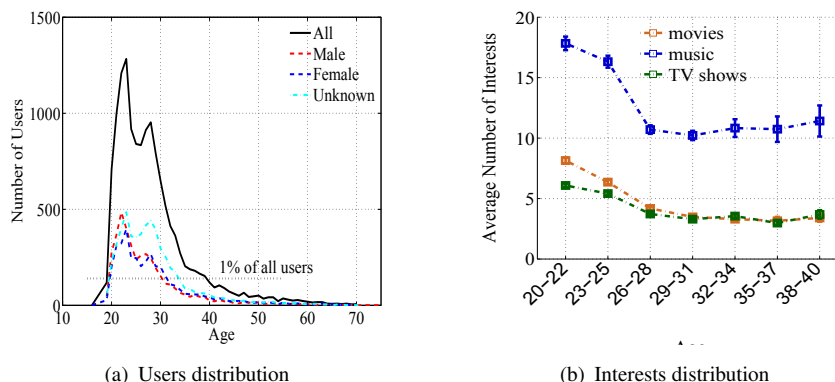 1500
1000
500
0
10 20 30 40 50 60 70
Number of Users
Age
All
Male
Female
Unknown
1% of all users
(a) Users distribution
20
15
10
5
0
Average Number of Interests
movies
music
TV shows
20−22
23−25
26−28
29−31
32−34
35−37
38−40
(b) Interests distribution